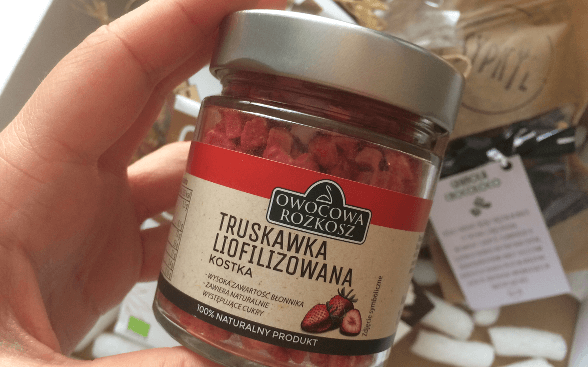 OWOCOWA
ROZKOSZ
TRUSKAWKA
LIOFILIZOWANA
KOSTKA
- WYSOKA ZAWARTOŚĆ BŁONNIKA
- ZAWIERA NATURALNIE
WYSTĘPUJĄCE CUKRY
Zdjęcie symboliczne
100% NATURALNY PRODUKT